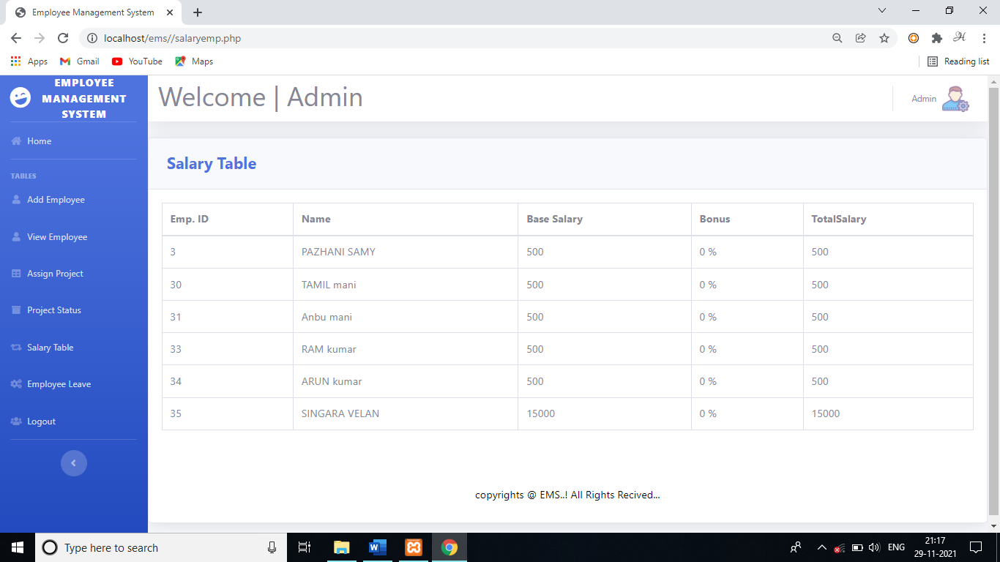 Employee Management System
localhost/ems//salaryemp.php
Apps Gmail YouTube Maps Reading list
EMPLOYEE
MANAGEMENT
SYSTEM
Home
TABLES
Add Employee
View Employee
Assign Project
Project Status
Salary Table
Employee Leave
Logout
Welcome | Admin
Admin
Salary Table
Emp. ID Name Base Salary Bonus TotalSalary
3 PAZHANI SAMY 500 0 % 500
30 TAMIL mani 500 0 % 500
31 Anbu mani 500 0 % 500
33 RAM kumar 500 0 % 500
34 ARUN kumar 500 0 % 500
35 SINGARA VELAN 15000 0 % 15000
copyrights @ EMS..! All Rights Recived...
Type here to search
ENG
21:17
29-11-2021